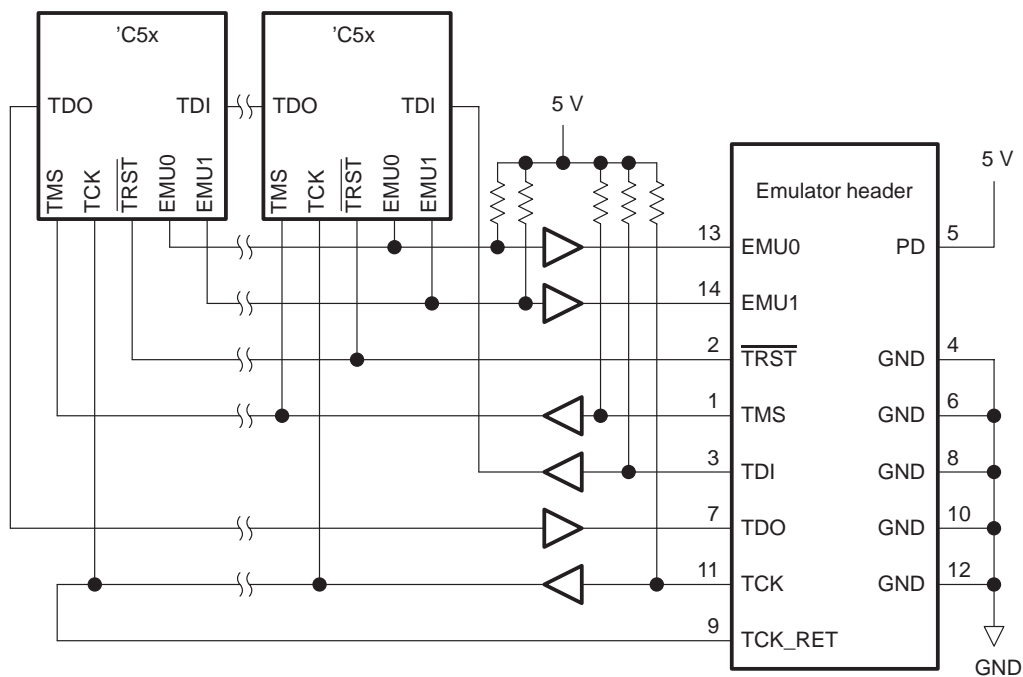 'C5x
'C5x
TDO
TDI
TDO
TDI
5 V
5 V
TMS
TCK
TRST
EMU0
EMU1
TMS
TCK
TRST
EMU0
EMU1
Emulator header
13
EMU0
PD
5
14
EMU1
2
TRST
GND
4
1
TMS
GND
6
3
TDI
GND
8
7
TDO
GND
10
11
TCK
GND
12
9
TCK_RET
GND